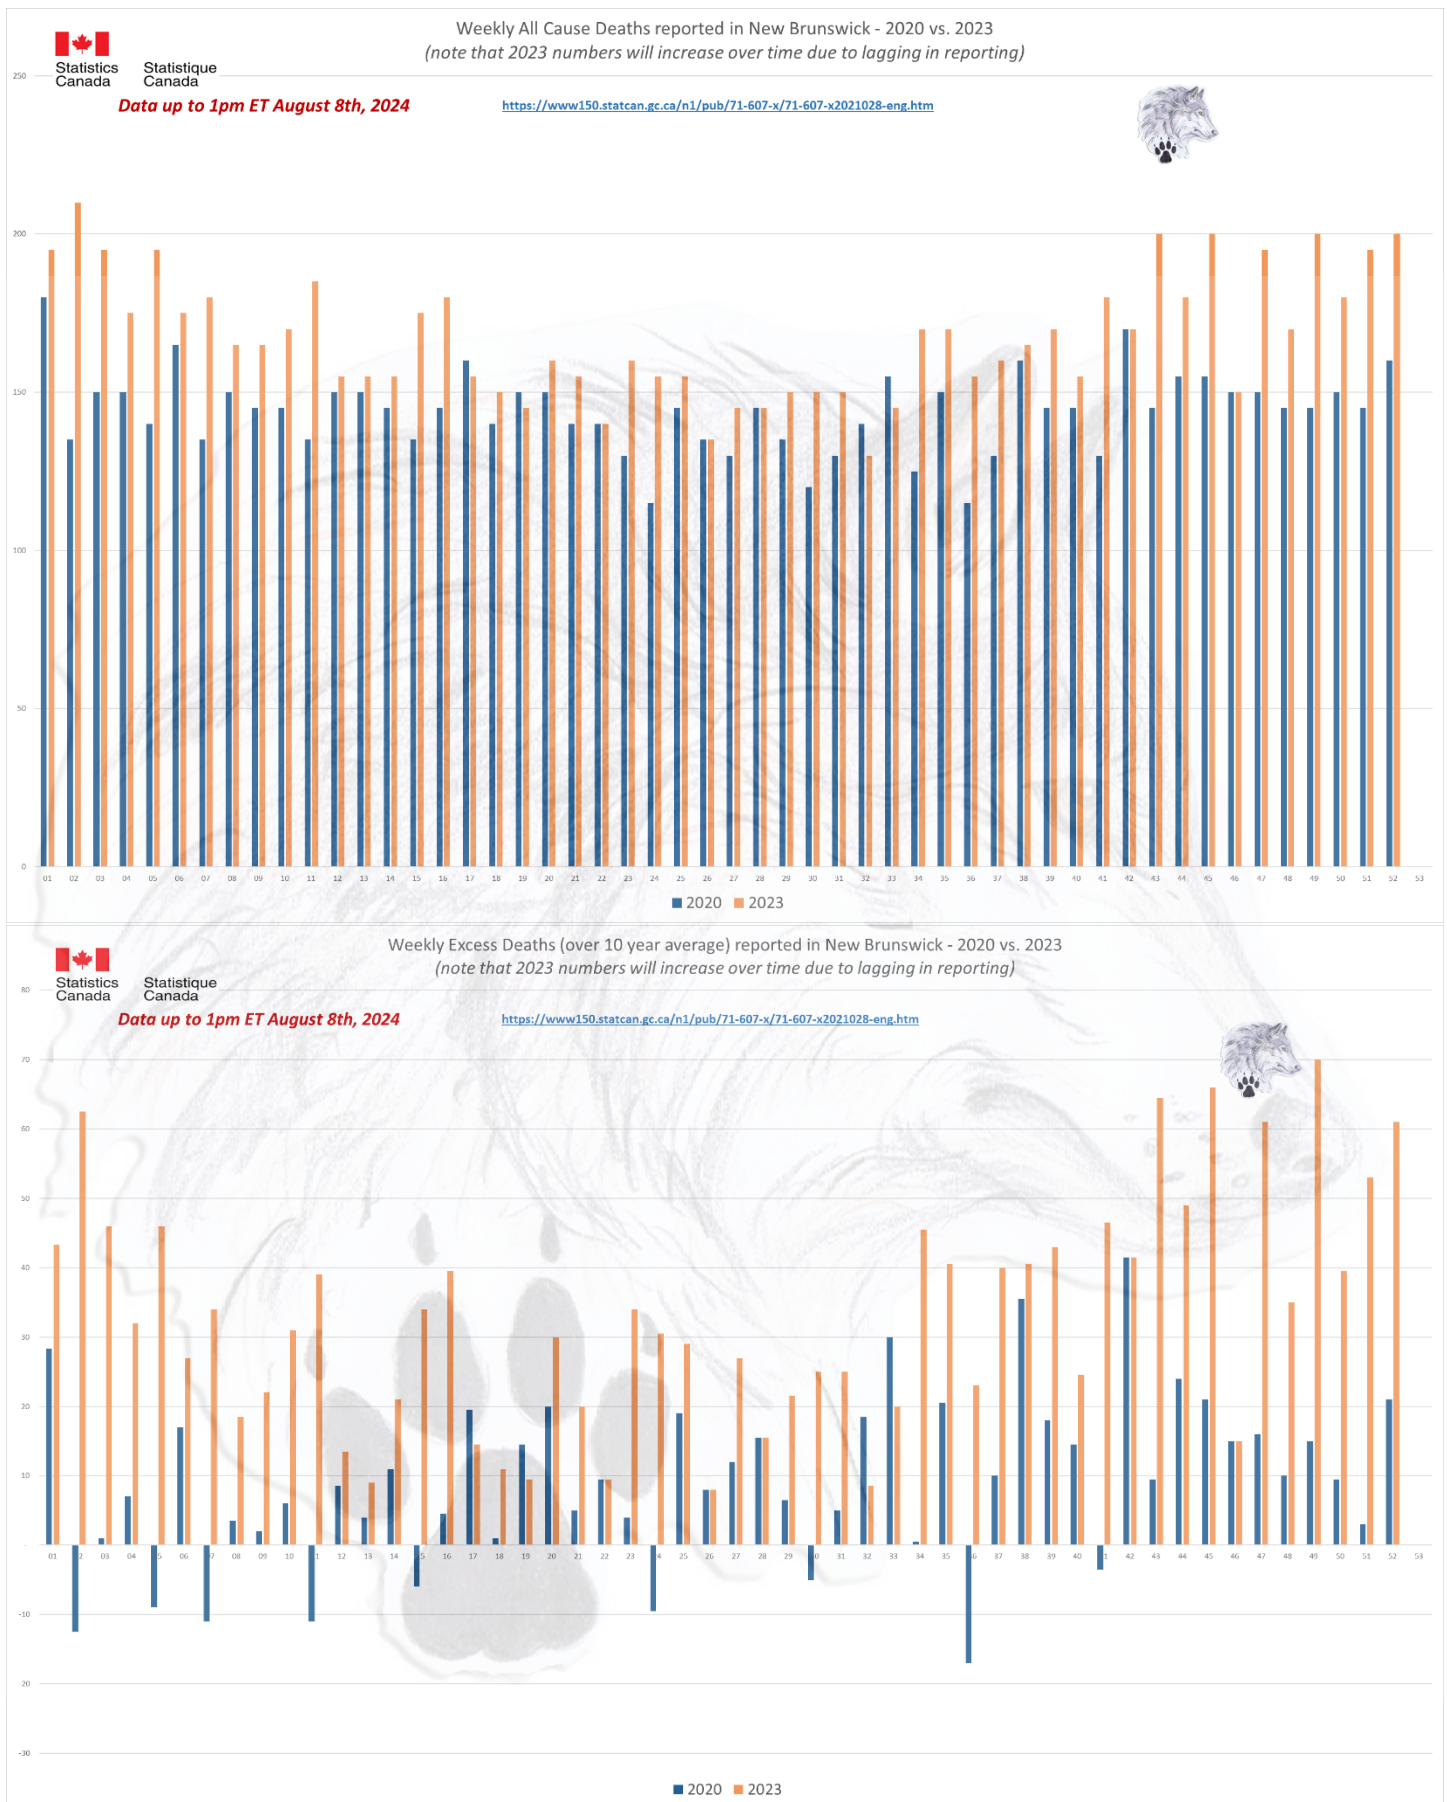 Weekly All Cause Deaths reported in New Brunswick - 2020 vs. 2023
(note that 2023 numbers will increase over time due to lagging in reporting)
Statistics Statistique
Canada Canada
Data up to 1pm ET August 8th, 2024
https://www150.statcan.gc.ca/n1/pub/71-607-x/71-607-x2021028-eng.htm
250
200
150
100
50
0
01 02 03 04 05 06 07 08 09 10 11 12 13 14 15 16 17 18 19 20 21 22 23 24 25 26 27 28 29 30 31 32 33 34 35 36 37 38 39 40 41 42 43 44 45 46 47 48 49 50 51 52 53
2020 2023
Weekly Excess Deaths (over 10 year average) reported in New Brunswick - 2020 vs. 2023
(note that 2023 numbers will increase over time due to lagging in reporting)
Statistics Statistique
Canada Canada
Data up to 1pm ET August 8th, 2024
https://www150.statcan.gc.ca/n1/pub/71-607-x/71-607-x2021028-eng.htm
80
70
60
50
40
30
20
10
-
01 2 03 04 5 06 7 08 09 10 1 12 13 14 5 16 17 18 19 20 21 22 23 4 25 26 27 28 29 0 31 32 33 34 35 6 37 38 39 40 1 42 43 44 45 46 47 48 49 50 51 52 53
-10
-20
-30
2020 2023